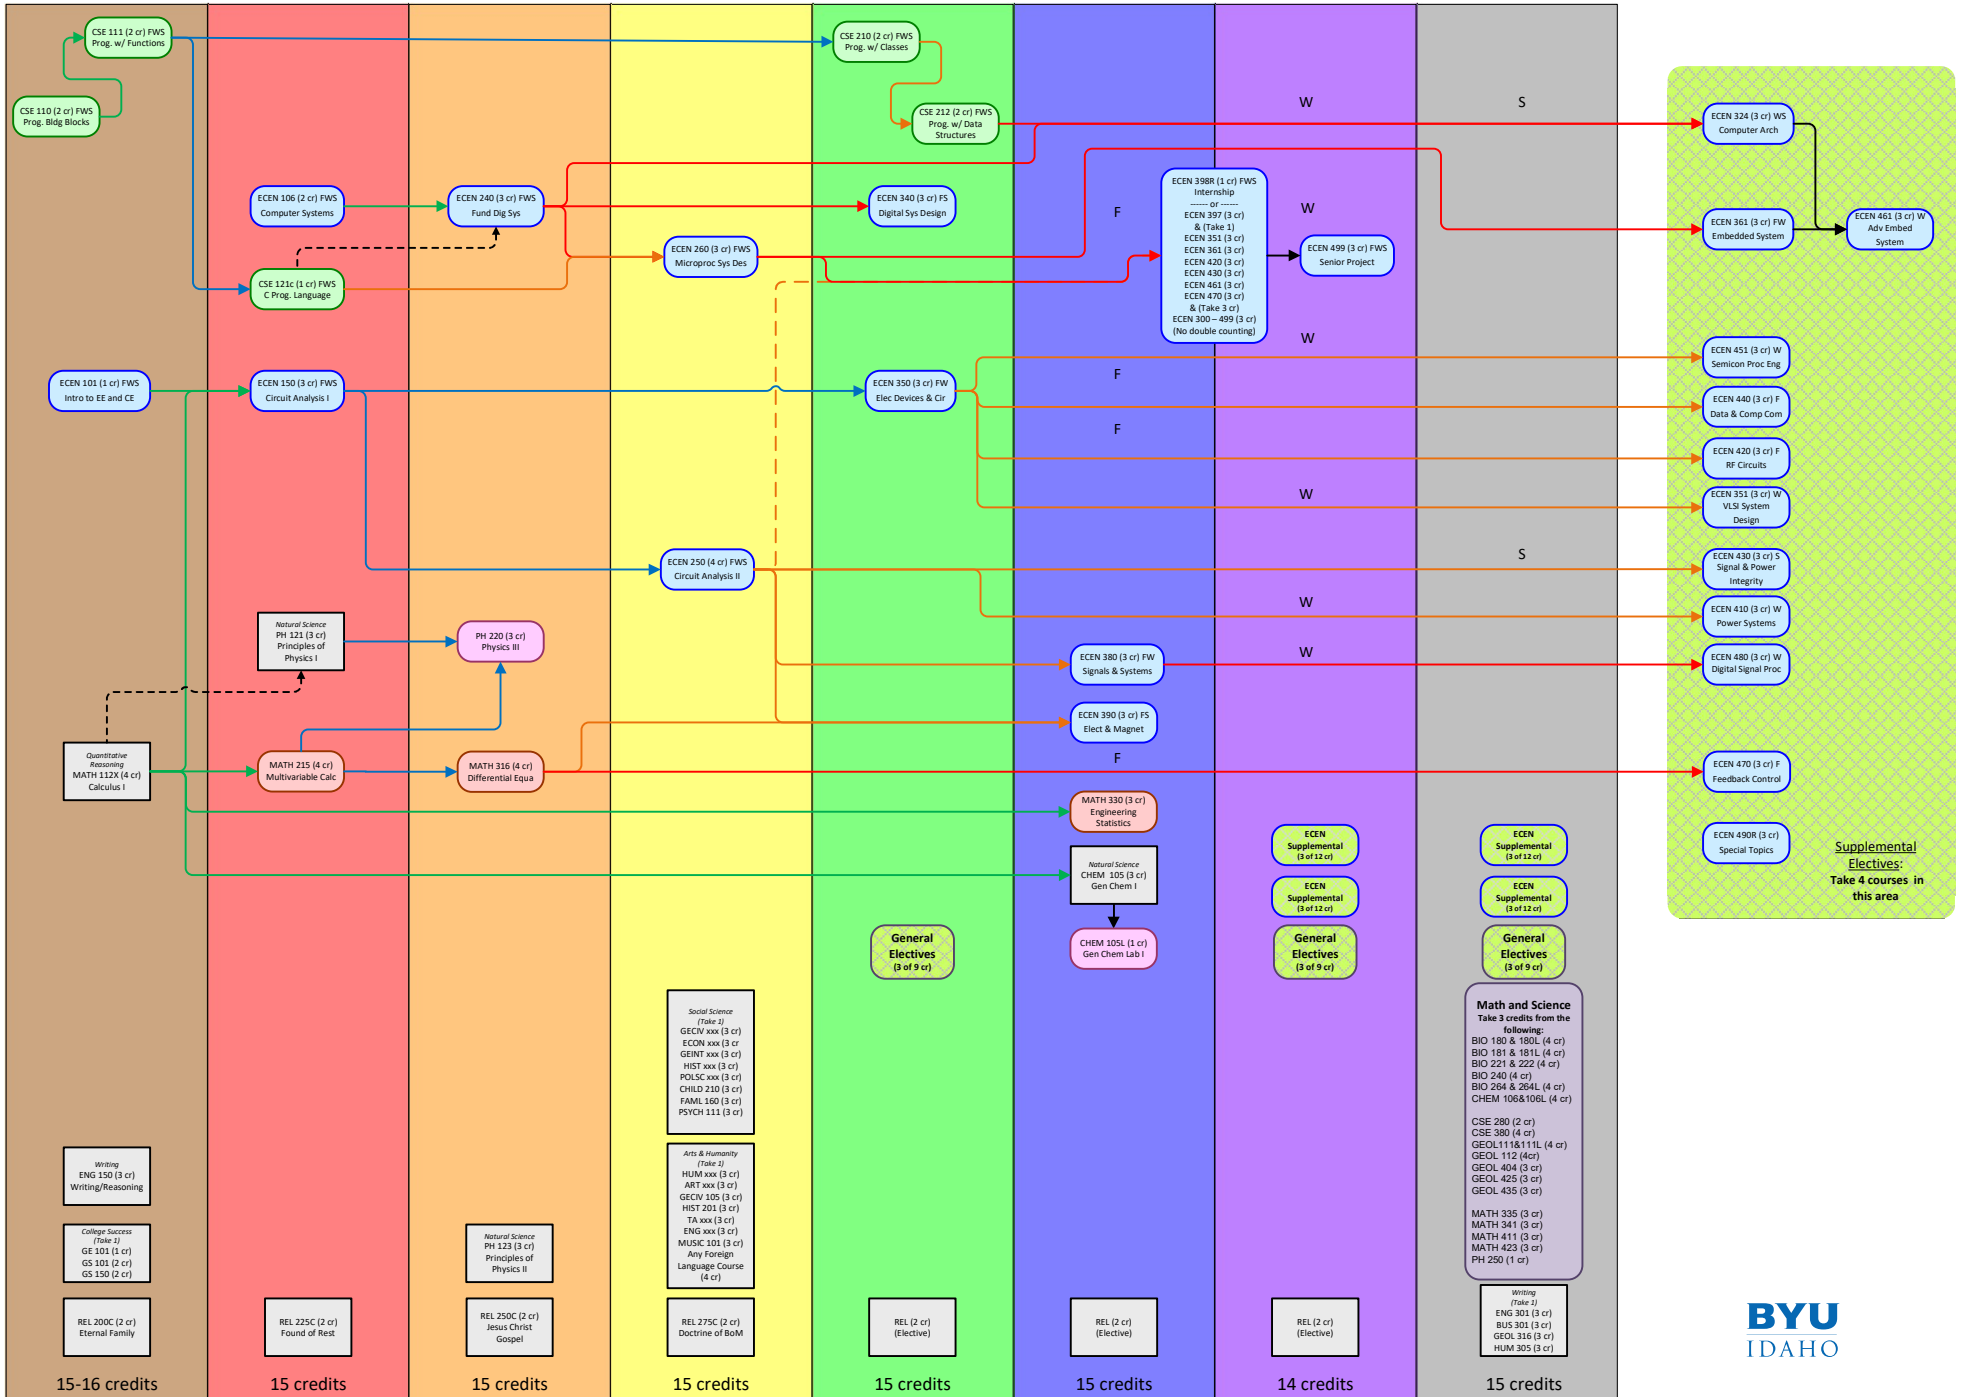 CSE 111 (2 cr) FWS
Prog. w/ Functions
CSE 110 (2 cr) FWS
Prog. Bldg Blocks
ECEN 101 (1 cr) FWS
Intro to EE and CE
Quantitative
Reasoning
MATH 112X (4 cr)
Calculus I
Writing
ENG 150 (3 cr)
Writing/Reasoning
College Success
(Take 1)
GE 101 (1 cr)
GS 101 (2 cr)
GS 150 (2 cr)
REL 200C (2 cr)
Eternal Family
15-16 credits
ECEN 106 (2 cr) FWS
Computer Systems
CSE 121c (1 cr) FWS
C Prog. Language
ECEN 150 (3 cr) FWS
Circuit Analysis I
Natural Science
PH 121 (3 cr)
Principles of
Physics I
MATH 215 (4 cr)
Multivariable Calc
REL 225C (2 cr)
Found of Rest
15 credits
ECEN 240 (3 cr) FWS
Fund Dig Sys
PH 220 (3 cr)
Physics III
MATH 316 (4 cr)
Differential Equa
Natural Science
PH 123 (3 cr)
Principles of
Physics II
REL 250C (2 cr)
Jesus Christ
Gospel
15 credits
ECEN 260 (3 cr) FWS
Microproc Sys Des
ECEN 250 (4 cr) FWS
Circuit Analysis II
Social Science
(Take 1)
GECIV xxx (3 cr)
ECON xxx (3 cr
GEINT xxx (3 cr)
HIST xxx (3 cr)
POLSC xxx (3 cr)
CHILD 210 (3 cr)
FAML 160 (3 cr)
PSYCH 111 (3 cr)
Arts & Humanity
(Take 1)
HUM xxx (3 cr)
ART xxx (3 cr)
GECIV 105 (3 cr)
HIST 201 (3 cr)
TA xxx (3 cr)
ENG xxx (3 cr)
MUSIC 101 (3 cr)
Any Foreign
Language Course
(4 cr)
REL 275C (2 cr)
Doctrine of BoM
15 credits
CSE 210 (2 cr) FWS
Prog. w/ Classes
CSE 212 (2 cr) FWS
Prog. w/ Data
Structures
ECEN 340 (3 cr) FS
Digital Sys Design
ECEN 350 (3 cr) FW
Elec Devices & Cir
General
Electives
(3 of 9 cr)
REL (2 cr)
(Elective)
15 credits
F
ECEN 398R (1 cr) FWS
Internship
------ or ------
ECEN 397 (3 cr)
& (Take 1)
ECEN 351 (3 cr)
ECEN 361 (3 cr)
ECEN 420 (3 cr)
ECEN 430 (3 cr)
ECEN 461 (3 cr)
ECEN 470 (3 cr)
& (Take 3 cr)
ECEN 300 – 499 (3 cr)
(No double counting)
F
F
ECEN 380 (3 cr) FW
Signals & Systems
ECEN 390 (3 cr) FS
Elect & Magnet
F
MATH 330 (3 cr)
Engineering
Statistics
Natural Science
CHEM 105 (3 cr)
Gen Chem I
CHEM 105L (1 cr)
Gen Chem Lab I
REL (2 cr)
(Elective)
15 credits
W
W
ECEN 499 (3 cr) FWS
Senior Project
W
W
W
W
ECEN
Supplemental
(3 of 12 cr)
ECEN
Supplemental
(3 of 12 cr)
General
Electives
(3 of 9 cr)
REL (2 cr)
(Elective)
14 credits
S
S
ECEN
Supplemental
(3 of 12 cr)
ECEN
Supplemental
(3 of 12 cr)
General
Electives
(3 of 9 cr)
Math and Science
Take 3 credits from the
following:
BIO 180 & 180L (4 cr)
BIO 181 & 181L (4 cr)
BIO 221 & 222 (4 cr)
BIO 240 (4 cr)
BIO 264 & 264L (4 cr)
CHEM 106&106L (4 cr)
CSE 280 (2 cr)
CSE 380 (4 cr)
GEOL111&111L (4 cr)
GEOL 112 (4cr)
GEOL 404 (3 cr)
GEOL 425 (3 cr)
GEOL 435 (3 cr)
MATH 335 (3 cr)
MATH 341 (3 cr)
MATH 411 (3 cr)
MATH 423 (3 cr)
PH 250 (1 cr)
Writing
(Take 1)
ENG 301 (3 cr)
BUS 301 (3 cr)
GEOL 316 (3 cr)
HUM 305 (3 cr)
15 credits
ECEN 324 (3 cr) WS
Computer Arch
ECEN 361 (3 cr) FW
Embedded System
ECEN 461 (3 cr) W
Adv Embed
System
ECEN 451 (3 cr) W
Semicon Proc Eng
ECEN 440 (3 cr) F
Data & Comp Com
ECEN 420 (3 cr) F
RF Circuits
ECEN 351 (3 cr) W
VLSI System
Design
ECEN 430 (3 cr) S
Signal & Power
Integrity
ECEN 410 (3 cr) W
Power Systems
ECEN 480 (3 cr) W
Digital Signal Proc
ECEN 470 (3 cr) F
Feedback Control
ECEN 490R (3 cr)
Special Topics
Supplemental
Electives:
Take 4 courses in
this area
BYU
IDAHO